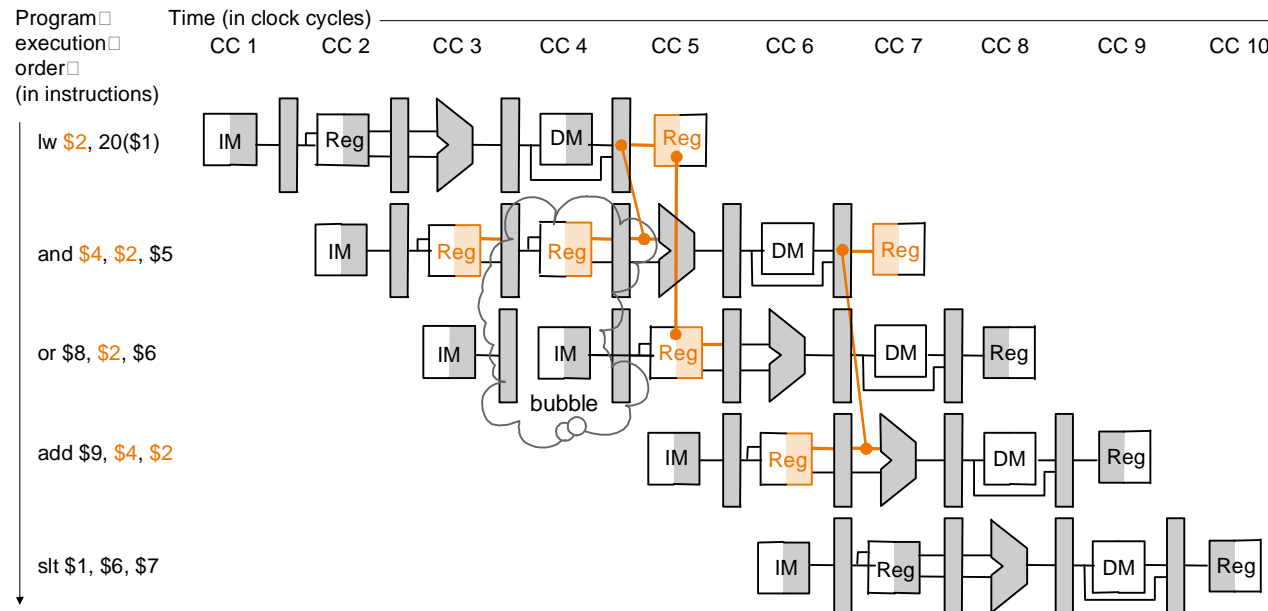 Program□ Time (in clock cycles)
execution□ CC 1 CC 2 CC 3 CC 4 CC 5 CC 6 CC 7 CC 8 CC 9 CC 10
order□
(in instructions)
lw $2, 20($1) IM Reg DM Reg
and $4, $2, $5 IM Reg Reg DM Reg
or $8, $2, $6 IM IM Reg DM Reg
bubble
add $9, $4, $2 IM Reg DM Reg
slt $1, $6, $7 IM Reg DM Reg